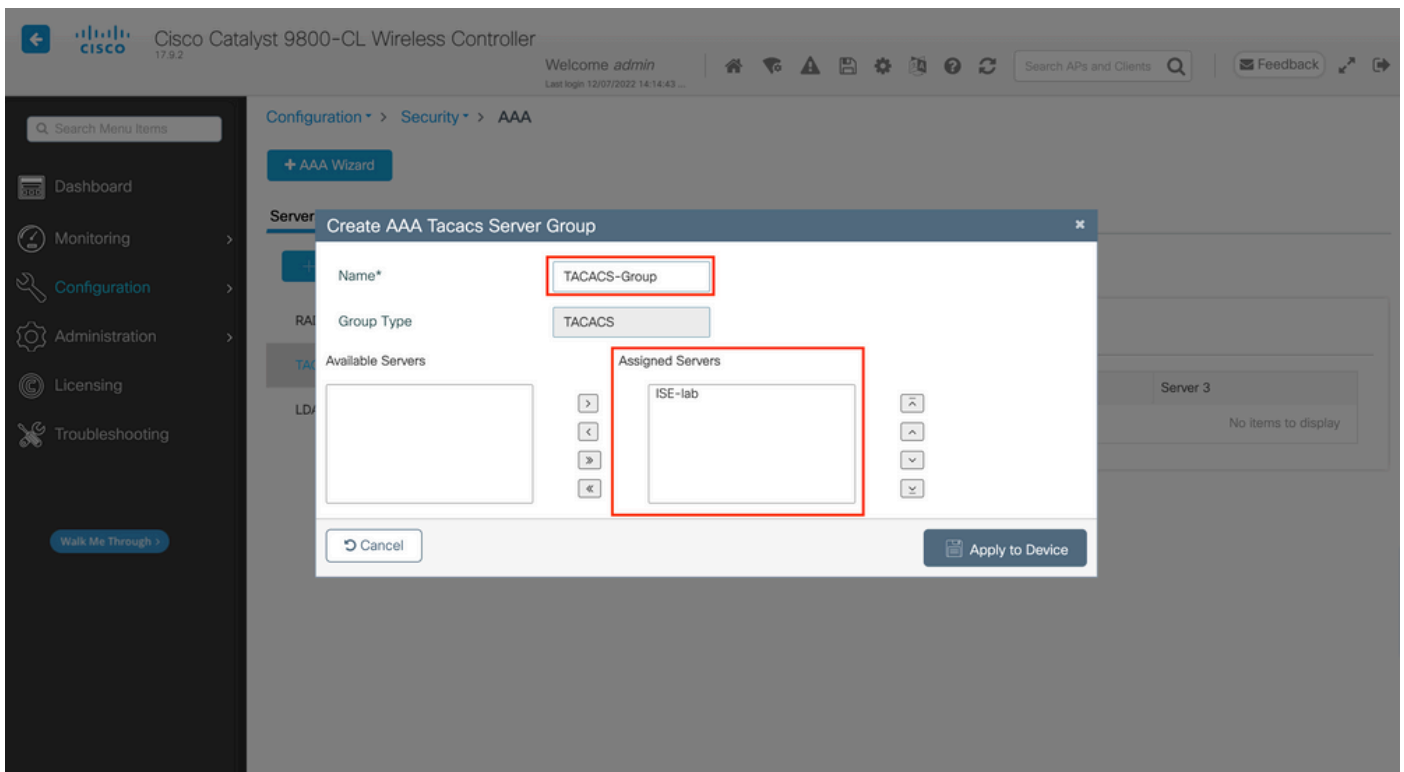 CISCO
Cisco Catalyst 9800-CL Wireless Controller
17.9.2
Welcome admin
Last login 12/07/2022 14:14:43 ...
Search APs and Clients
Feedback
Search Menu Items
Dashboard
Monitoring
Configuration
Administration
Licensing
Troubleshooting
Walk Me Through >
Configuration > Security > AAA
+ AAA Wizard
Server
+
RAD
TAC
LDA
Create AAA Tacacs Server Group
Name*
TACACS-Group
Group Type
TACACS
Available Servers
Assigned Servers
ISE-lab
Cancel
Apply to Device
Server 3
No items to display